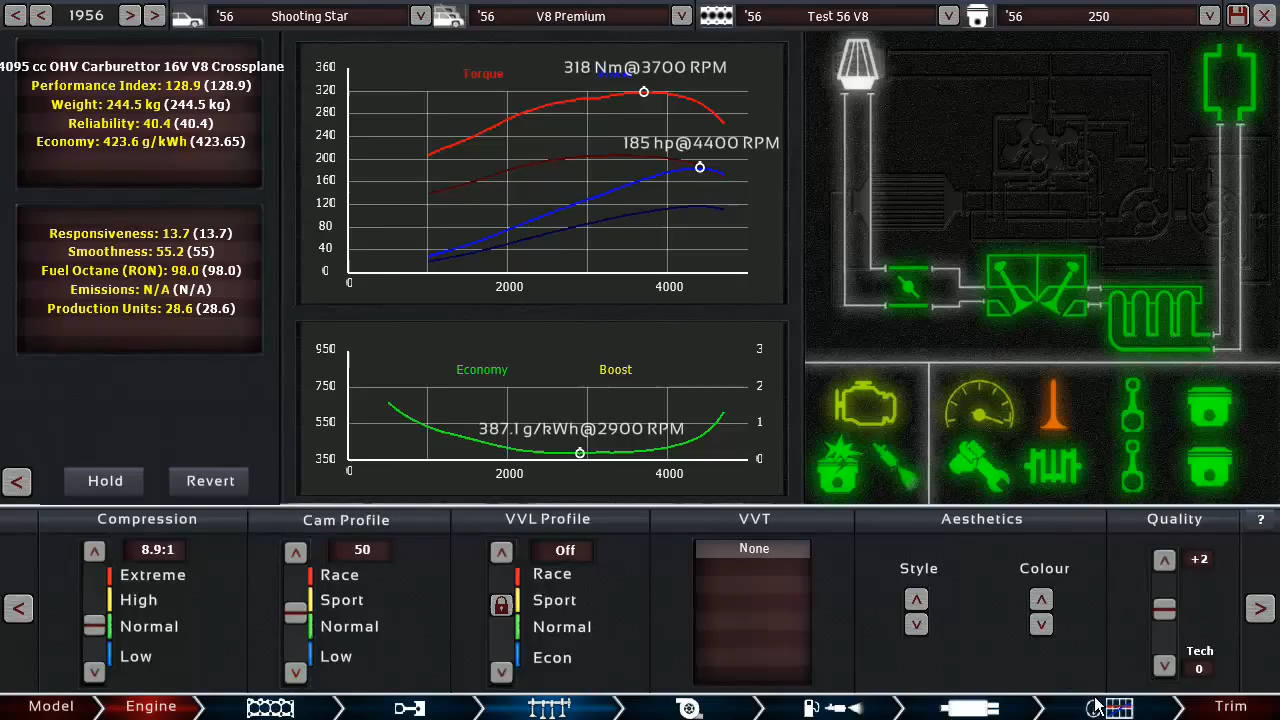 < < 1956 > > '56 Shooting Star v '56 V8 Premium v '56 Test 56 V8 v '56 250 v
4095 cc OHV Carburettor 16V V8 Crossplane
Performance Index: 128.9 (128.9)
Weight: 244.5 kg (244.5 kg)
Reliability: 40.4 (40.4)
Economy: 423.6 g/kWh (423.65)
Responsiveness: 13.7 (13.7)
Smoothness: 55.2 (55)
Fuel Octane (RON): 98.0 (98.0)
Emissions: N/A (N/A)
Production Units: 28.6 (28.6)
< Hold Revert
318 Nm@3700 RPM
360 Torque
320
280
240
185 hp@4400 RPM
200
160
120
80
40
0
0 2000 4000
950 3
Economy Boost
750 2
550 1
387.1 g/kWh@2900 RPM
350 0
0 2000 4000
Compression Cam Profile VVL Profile VVT Aesthetics Quality ?
8.9:1 50 Off None +2
Extreme Race Race Style Colour
High Sport Sport
Normal Normal Normal
Low Low Econ Tech
0
< >
Model Engine Trim